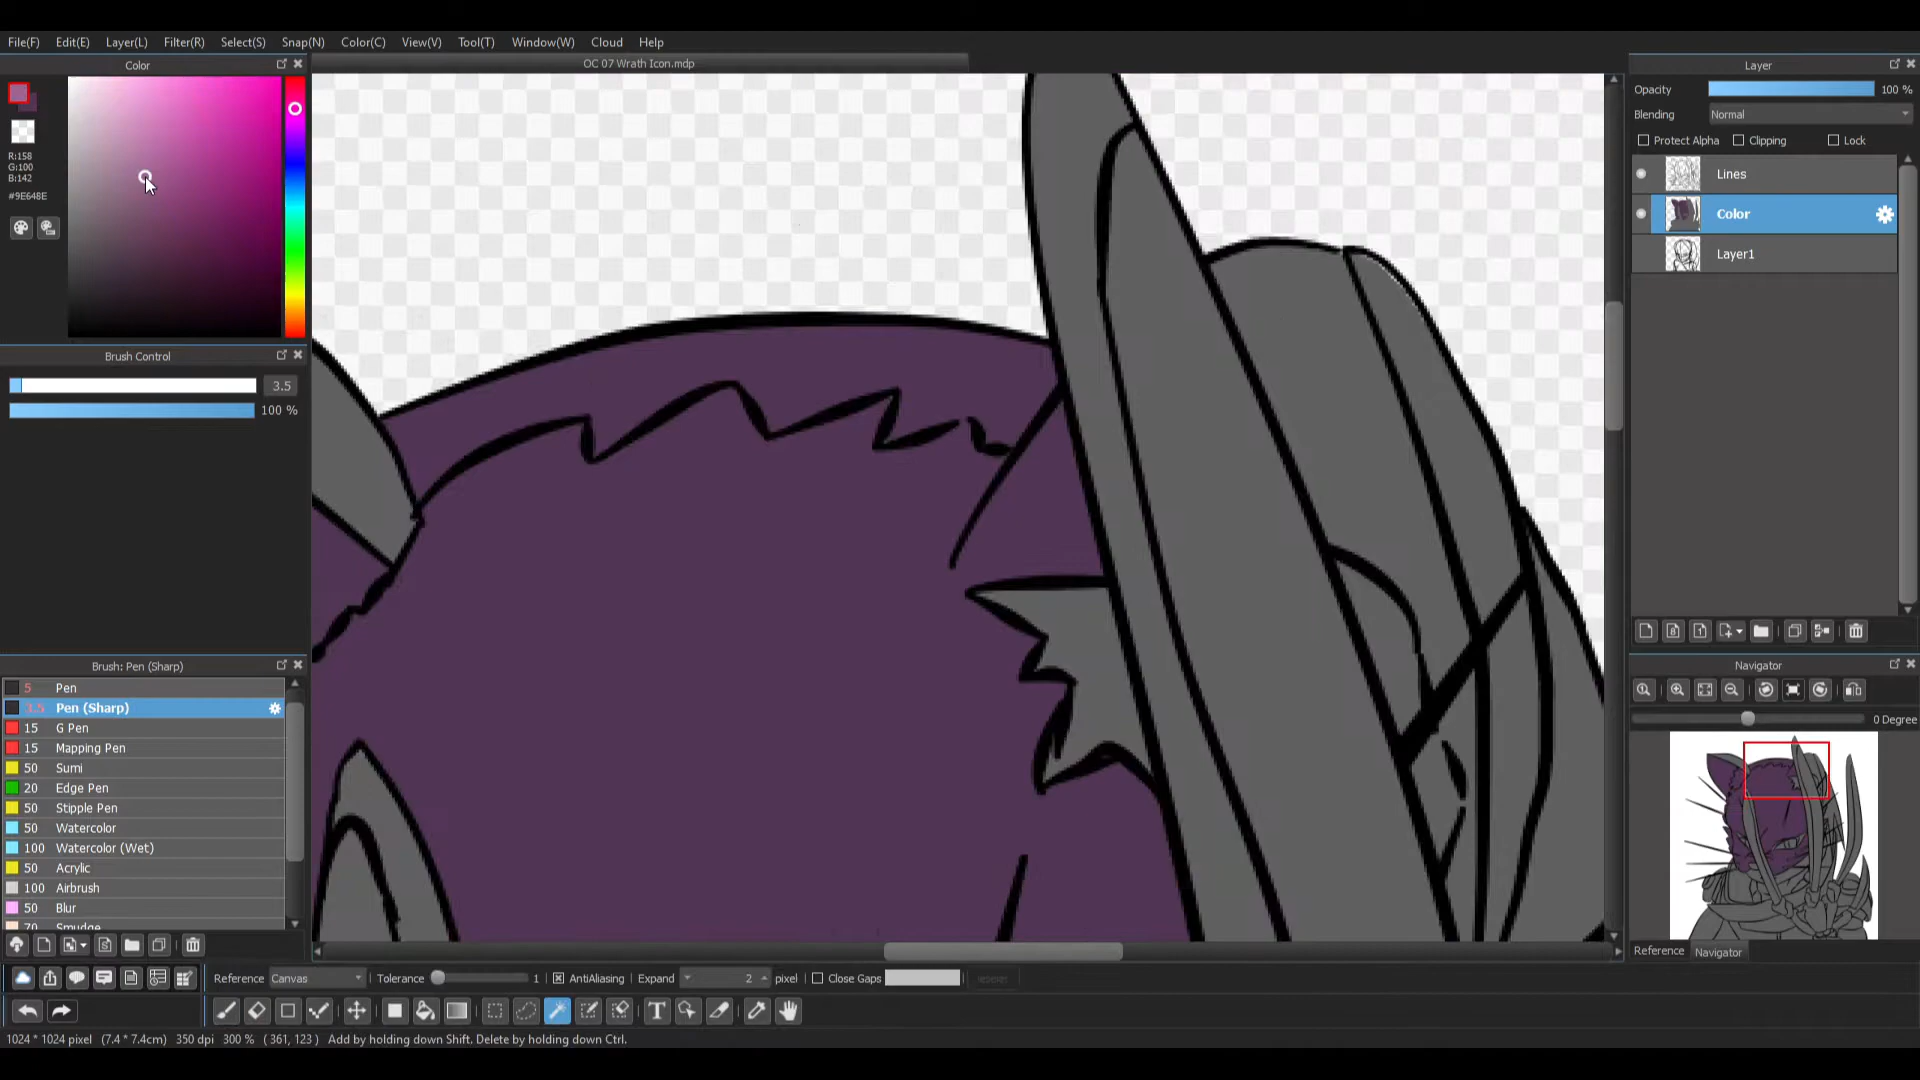 File(F) Edit(E) Layer(L) Filter(R) Select(S) Snap(N) Color(C) View(V) Tool(T) Window(W) Cloud Help
Color
OC 07 Wrath Icon.mdp
R:158
G:100
B:142
#9E648E
Brush Control
3.5
100 %
Brush: Pen (Sharp)
5 Pen
3.5 Pen (Sharp)
15 G Pen
15 Mapping Pen
50 Sumi
20 Edge Pen
50 Stipple Pen
50 Watercolor
100 Watercolor (Wet)
50 Acrylic
100 Airbrush
50 Blur
70 Smudge
Layer
Opacity 100 %
Blending Normal
Protect Alpha Clipping Lock
Lines
Color
Layer1
Navigator
0 Degree
Reference Navigator
Reference Canvas Tolerance 1 AntiAliasing Expand 2 pixel Close Gaps
1024 * 1024 pixel (7.4 * 7.4cm) 350 dpi 300 % ( 361, 123 ) Add by holding down Shift. Delete by holding down Ctrl.